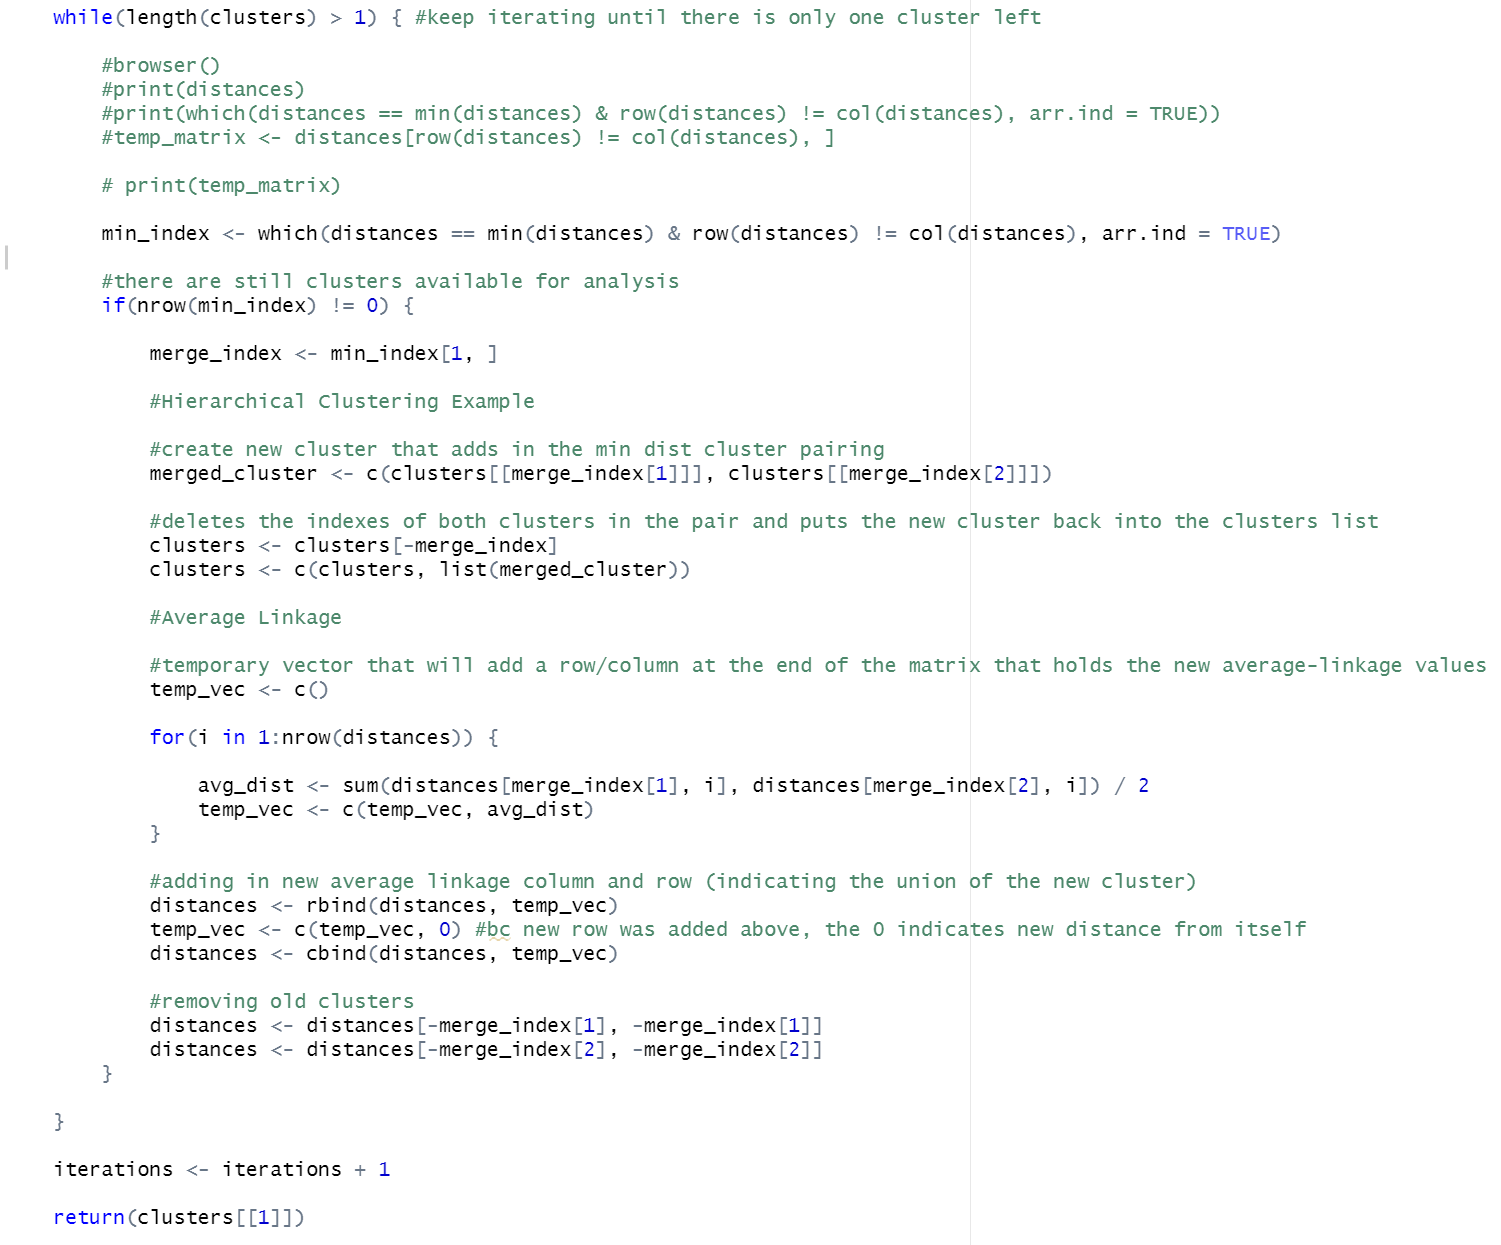 while(length(clusters) > 1) { #keep iterating until there is only one cluster left
#browser()
#print(distances)
#print(which(distances == min(distances) & row(distances) != col(distances), arr.ind = TRUE))
#temp_matrix <- distances[row(distances) != col(distances), ]
# print(temp_matrix)
min_index <- which(distances == min(distances) & row(distances) != col(distances), arr.ind = TRUE)
#there are still clusters available for analysis
if(nrow(min_index) != 0) {
merge_index <- min_index[1, ]
#Hierarchical Clustering Example
#create new cluster that adds in the min dist cluster pairing
merged_cluster <- c(clusters[[merge_index[1]]], clusters[[merge_index[2]]])
#deletes the indexes of both clusters in the pair and puts the new cluster back into the clusters list
clusters <- clusters[-merge_index]
clusters <- c(clusters, list(merged_cluster))
#Average Linkage
#temporary vector that will add a row/column at the end of the matrix that holds the new average-linkage values
temp_vec <- c()
for(i in 1:nrow(distances)) {
avg_dist <- sum(distances[merge_index[1], i], distances[merge_index[2], i]) / 2
temp_vec <- c(temp_vec, avg_dist)
}
#adding in new average linkage column and row (indicating the union of the new cluster)
distances <- rbind(distances, temp_vec)
temp_vec <- c(temp_vec, 0) #bc new row was added above, the 0 indicates new distance from itself
distances <- cbind(distances, temp_vec)
#removing old clusters
distances <- distances[-merge_index[1], -merge_index[1]]
distances <- distances[-merge_index[2], -merge_index[2]]
}
}
iterations <- iterations + 1
return(clusters[[1]])